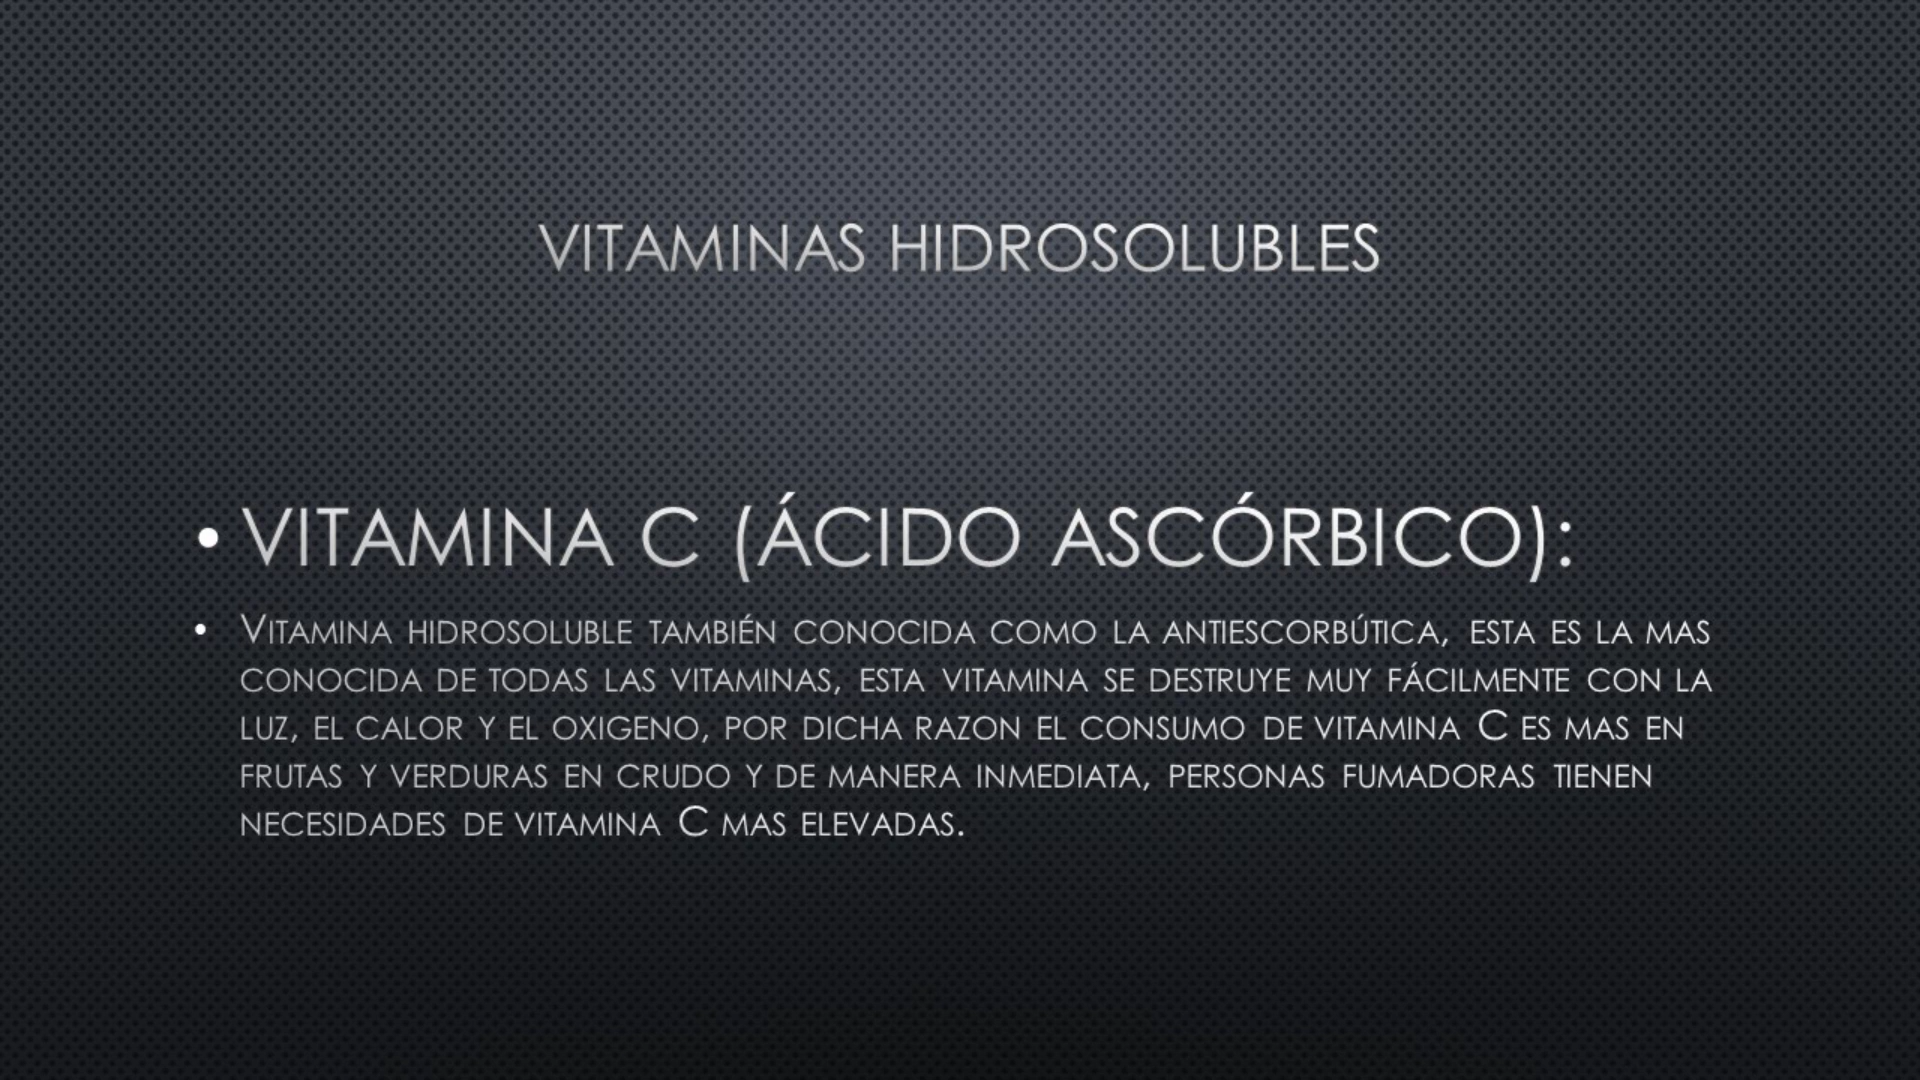 VITAMINAS HIDROSOLUBLES
• VITAMINA C (ÁCIDO ASCÓRBICO):
• VITAMINA HIDROSOLUBLE TAMBIÉN CONOCIDA COMO LA ANTIESCORBÚTICA, ESTA ES LA MAS
CONOCIDA DE TODAS LAS VITAMINAS, ESTA VITAMINA SE DESTRUYE MUY FÁCILMENTE CON LA
LUZ, EL CALOR Y EL OXIGENO, POR DICHA RAZON EL CONSUMO DE VITAMINA C ES MAS EN
FRUTAS Y VERDURAS EN CRUDO Y DE MANERA INMEDIATA, PERSONAS FUMADORAS TIENEN
NECESIDADES DE VITAMINA C MAS ELEVADAS.